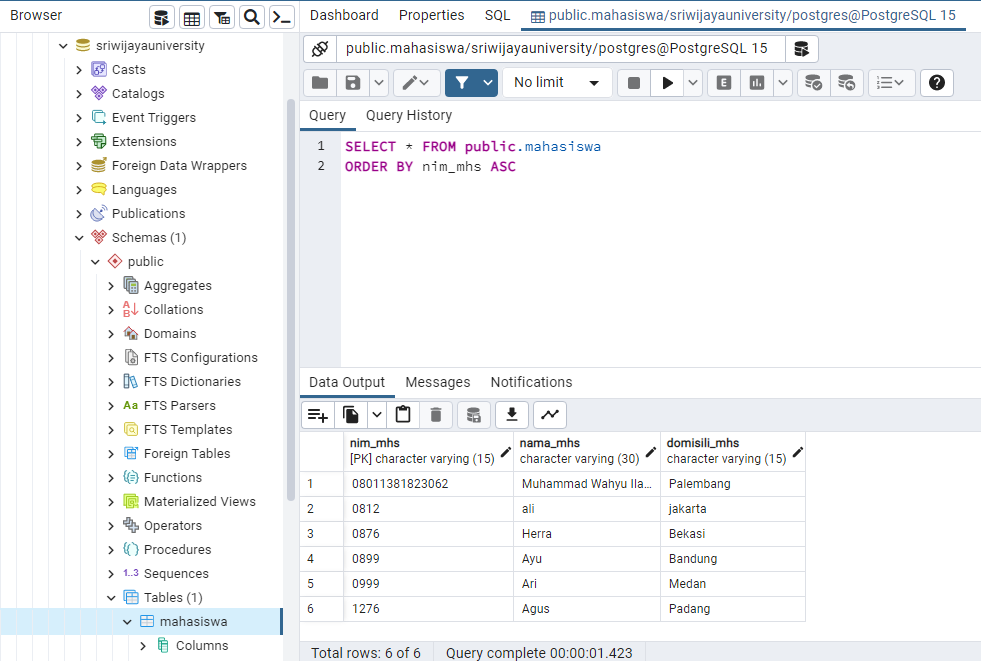 Browser
sriwijayauniversity
Casts
Catalogs
Event Triggers
Extensions
Foreign Data Wrappers
Languages
Publications
Schemas (1)
public
Aggregates
Collations
Domains
FTS Configurations
FTS Dictionaries
FTS Parsers
FTS Templates
Foreign Tables
Functions
Materialized Views
Operators
Procedures
1..3 Sequences
Tables (1)
mahasiswa
Columns
Dashboard Properties SQL public.mahasiswa/sriwijayauniversity/postgres@PostgreSQL 15
public.mahasiswa/sriwijayauniversity/postgres@PostgreSQL 15
No limit E
Query Query History
1 SELECT * FROM public.mahasiswa
2 ORDER BY nim_mhs ASC
Data Output Messages Notifications
nim_mhs nama_mhs domisili_mhs
[PK] character varying (15) character varying (30) character varying (15)
1 08011381823062 Muhammad Wahyu Ila... Palembang
2 0812 ali jakarta
3 0876 Herra Bekasi
4 0899 Ayu Bandung
5 0999 Ari Medan
6 1276 Agus Padang
Total rows: 6 of 6 Query complete 00:00:01.423